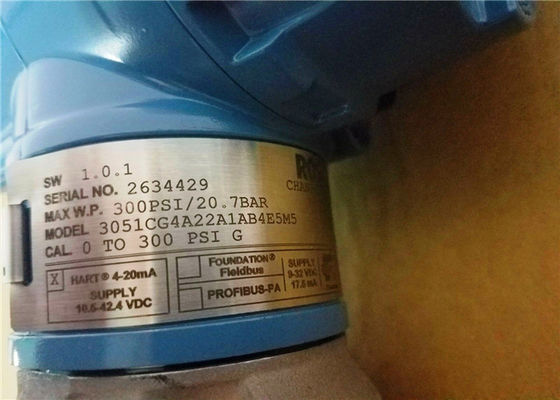 SW 1.0.1
SERIAL NO. 2634429
MAX W.P. 300PSI/20.7BAR
MODEL 3051CG4A22A1AB4E5M5
CAL. 0 TO 300 PSI G
X HART® 4-20mA
SUPPLY
10.5-42.4 VDC
FOUNDATION®
Fieldbus
PROFIBUS-PA
SUPPLY
9-32 VDC
17.5 mA